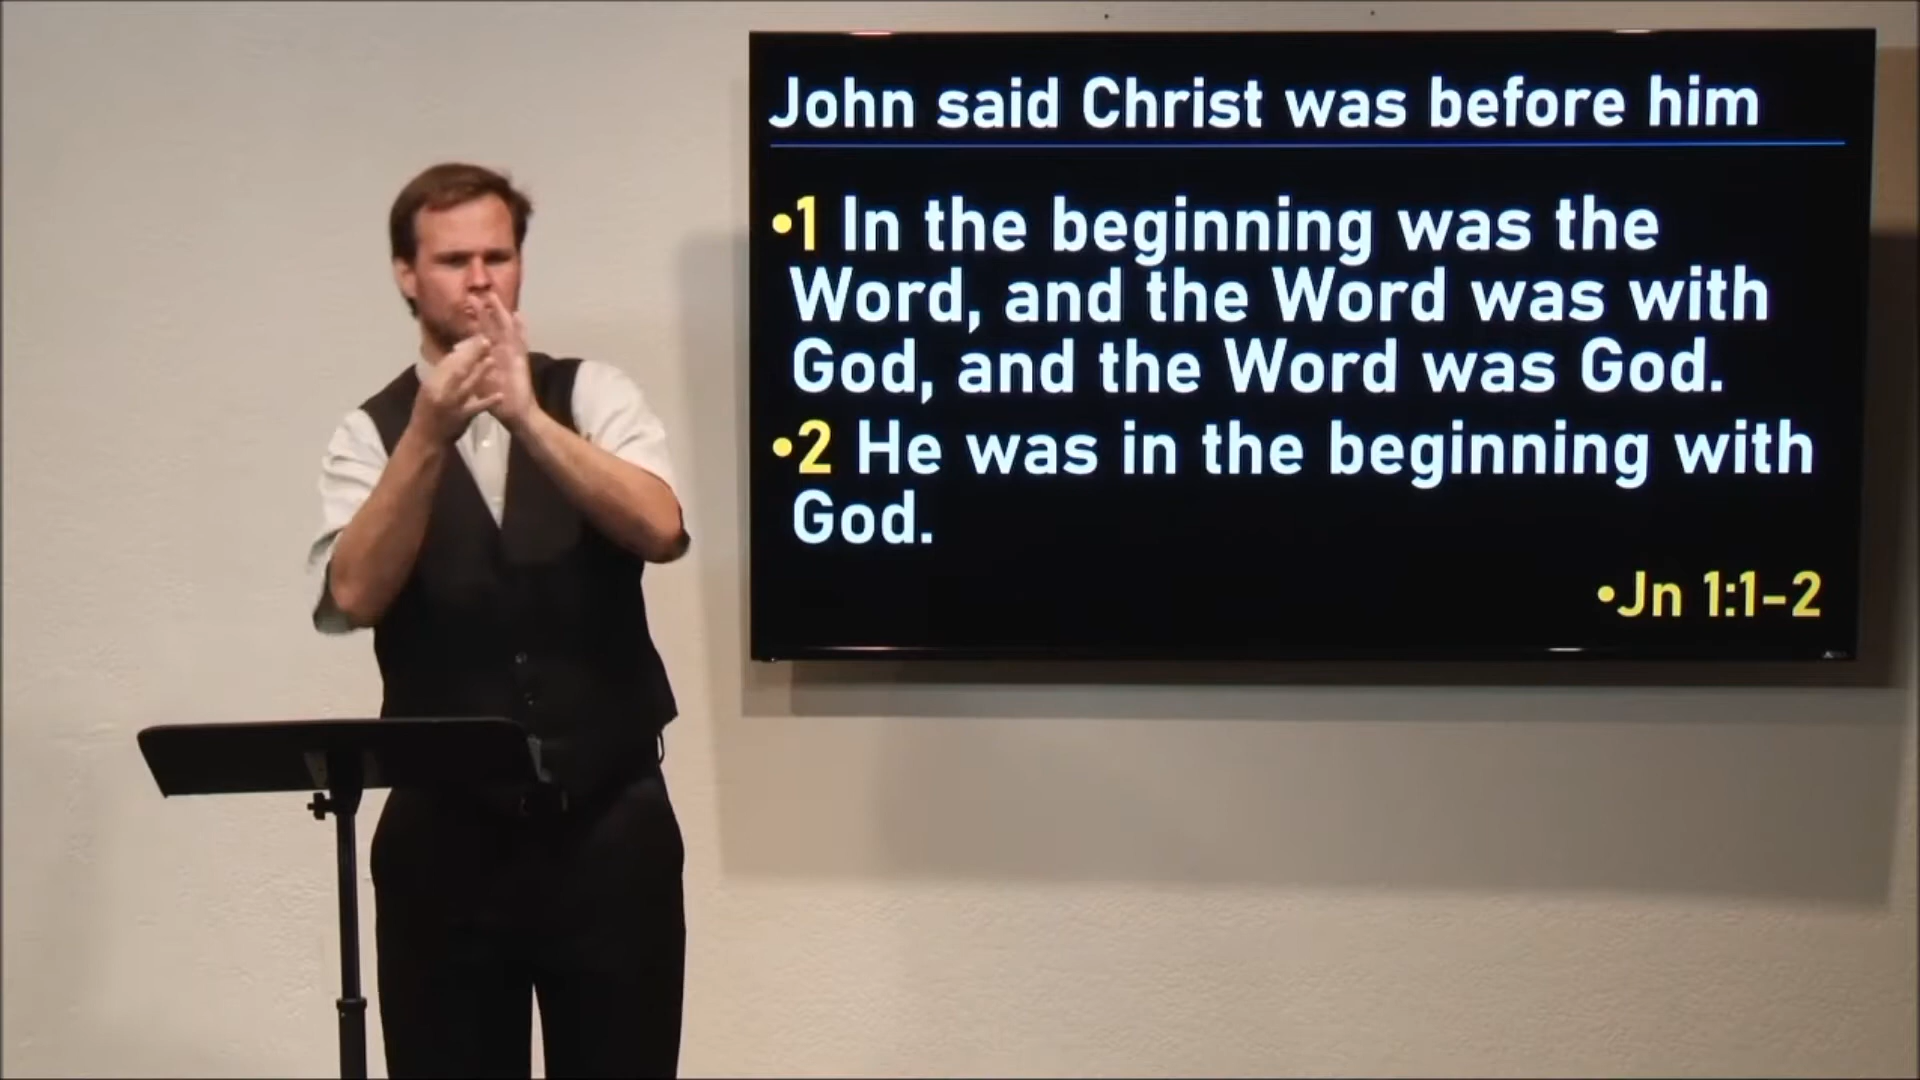 John said Christ was before him
•1 In the beginning was the
Word, and the Word was with
God, and the Word was God.
•2 He was in the beginning with
God.
•Jn 1:1-2